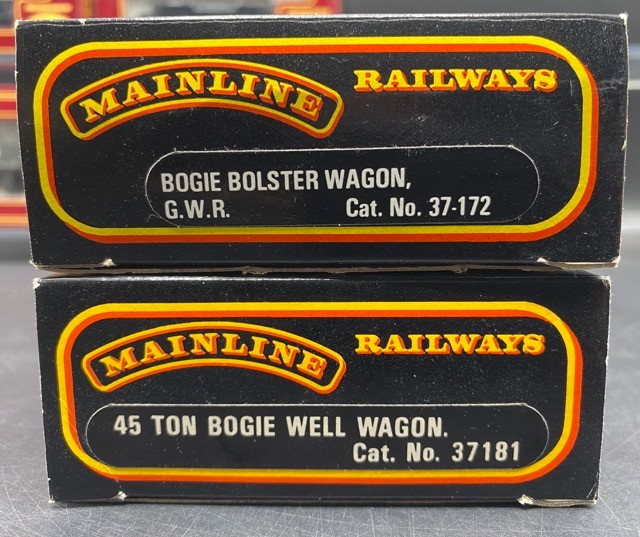 MAINLINE RAILWAYS
BOGIE BOLSTER WAGON,
G.W.R. Cat. No. 37-172
MAINLINE RAILWAYS
45 TON BOGIE WELL WAGON.
Cat. No. 37181